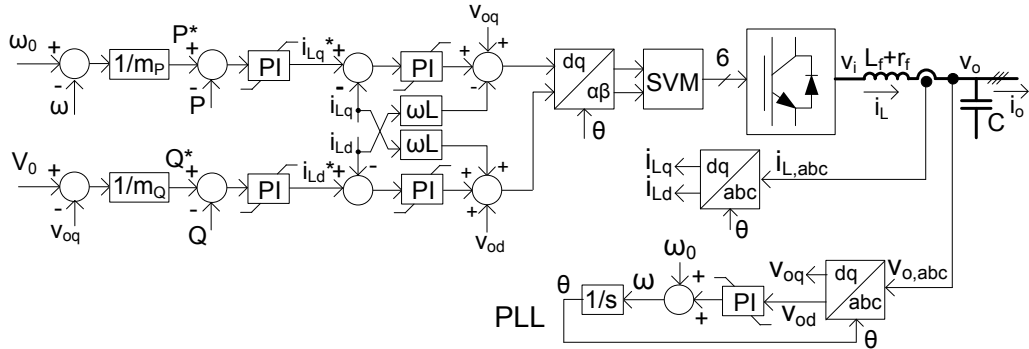 ω₀ + - ω 1/mP P* + - P PI iLq* + - iLq PI + + - voq
dq αβ θ SVM 6
vi Lf+rf vo iL C io
iLd ωL ωL
V₀ + - voq 1/mQ Q* + - Q PI iLd* + - PI + + + vod
iLq iLd dq abc iL,abc θ
PLL θ 1/s ω ω₀ + + PI vod voq dq abc vo,abc θ